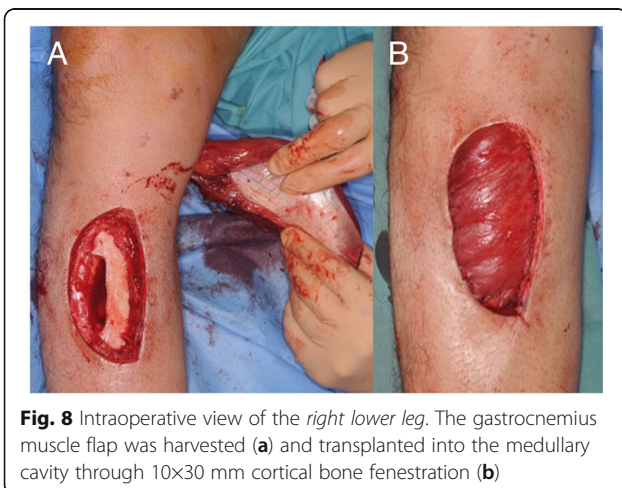 A
B
Fig. 8 Intraoperative view of the right lower leg. The gastrocnemius
muscle flap was harvested (a) and transplanted into the medullary
cavity through 10×30 mm cortical bone fenestration (b)